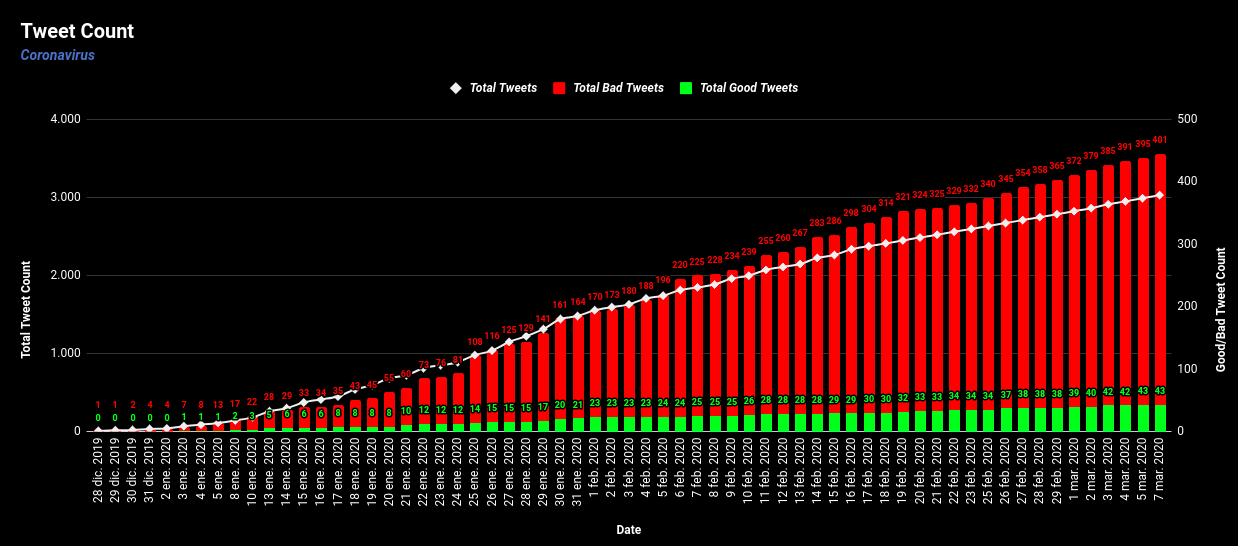 Tweet Count
Coronavirus
Total Tweets Total Bad Tweets Total Good Tweets
4.000
3.000
2.000
1.000
0
Total Tweet Count
500
400
300
200
100
0
Good/Bad Tweet Count
1 1 2 4 4 7 8 13 17 22 28 29 33 34 35 43 45 55 60 73 76 81 108 116 125 129 141 161 164 170 173 180 188 196 220 225 228 234 239 255 260 267 283 286 298 304 314 321 324 325 329 332 340 345 354 358 365 372 379 385 391 395 401
0 0 0 0 0 1 1 1 2 3 5 6 6 6 8 8 8 8 10 12 12 12 14 15 15 15 17 20 21 23 23 23 23 24 24 25 25 25 26 28 28 28 28 29 29 30 30 32 33 33 34 34 34 37 38 38 38 39 40 42 42 43 43
28 dic. 2019
29 dic. 2019
30 dic. 2019
31 dic. 2019
2 ene. 2020
3 ene. 2020
4 ene. 2020
5 ene. 2020
8 ene. 2020
10 ene. 2020
13 ene. 2020
14 ene. 2020
15 ene. 2020
16 ene. 2020
17 ene. 2020
18 ene. 2020
19 ene. 2020
20 ene. 2020
21 ene. 2020
22 ene. 2020
23 ene. 2020
24 ene. 2020
25 ene. 2020
26 ene. 2020
27 ene. 2020
28 ene. 2020
29 ene. 2020
30 ene. 2020
31 ene. 2020
1 feb. 2020
2 feb. 2020
3 feb. 2020
4 feb. 2020
5 feb. 2020
6 feb. 2020
7 feb. 2020
8 feb. 2020
9 feb. 2020
10 feb. 2020
11 feb. 2020
12 feb. 2020
13 feb. 2020
14 feb. 2020
15 feb. 2020
16 feb. 2020
17 feb. 2020
18 feb. 2020
19 feb. 2020
20 feb. 2020
21 feb. 2020
22 feb. 2020
23 feb. 2020
25 feb. 2020
26 feb. 2020
27 feb. 2020
28 feb. 2020
29 feb. 2020
1 mar. 2020
2 mar. 2020
3 mar. 2020
4 mar. 2020
5 mar. 2020
7 mar. 2020
Date